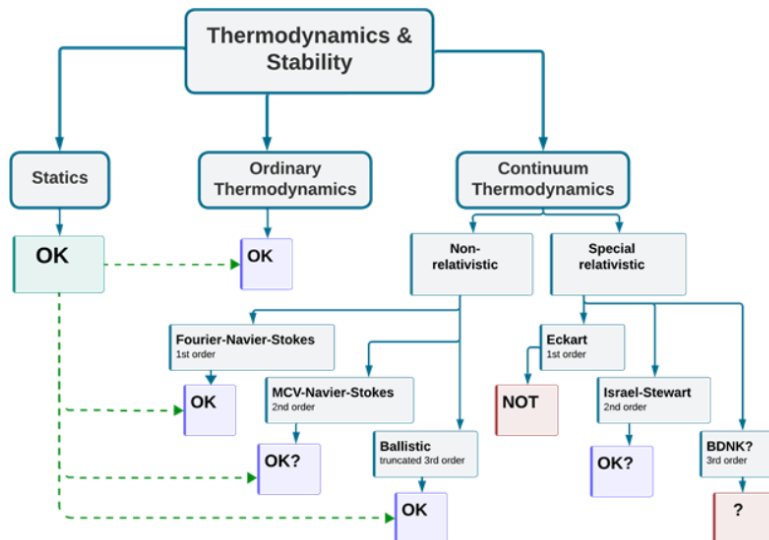 Thermodynamics &
Stability
Statics
Ordinary
Thermodynamics
Continuum
Thermodynamics
OK
OK
Non-
relativistic
Special
relativistic
Fourier-Navier-Stokes
1st order
Eckart
1st order
OK
MCV-Navier-Stokes
2nd order
NOT
Israel-Stewart
2nd order
OK?
Ballistic
truncated 3rd order
OK?
BDNK?
3rd order
OK
?